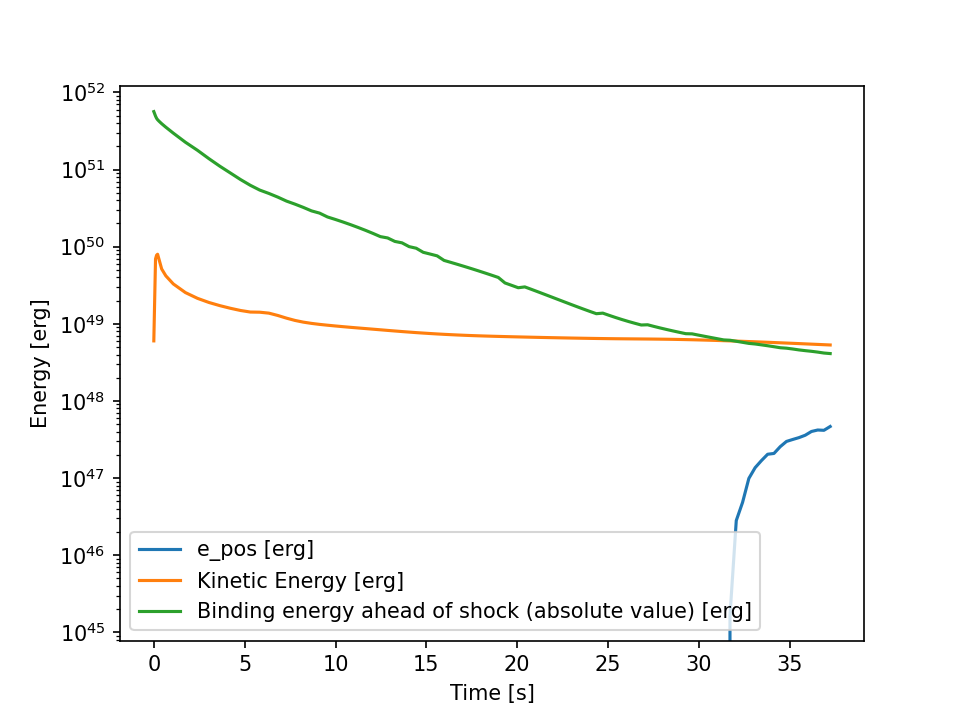 10^52
10^51
10^50
10^49
10^48
10^47
10^46
10^45
Energy [erg]
e_pos [erg]
Kinetic Energy [erg]
Binding energy ahead of shock (absolute value) [erg]
0 5 10 15 20 25 30 35
Time [s]